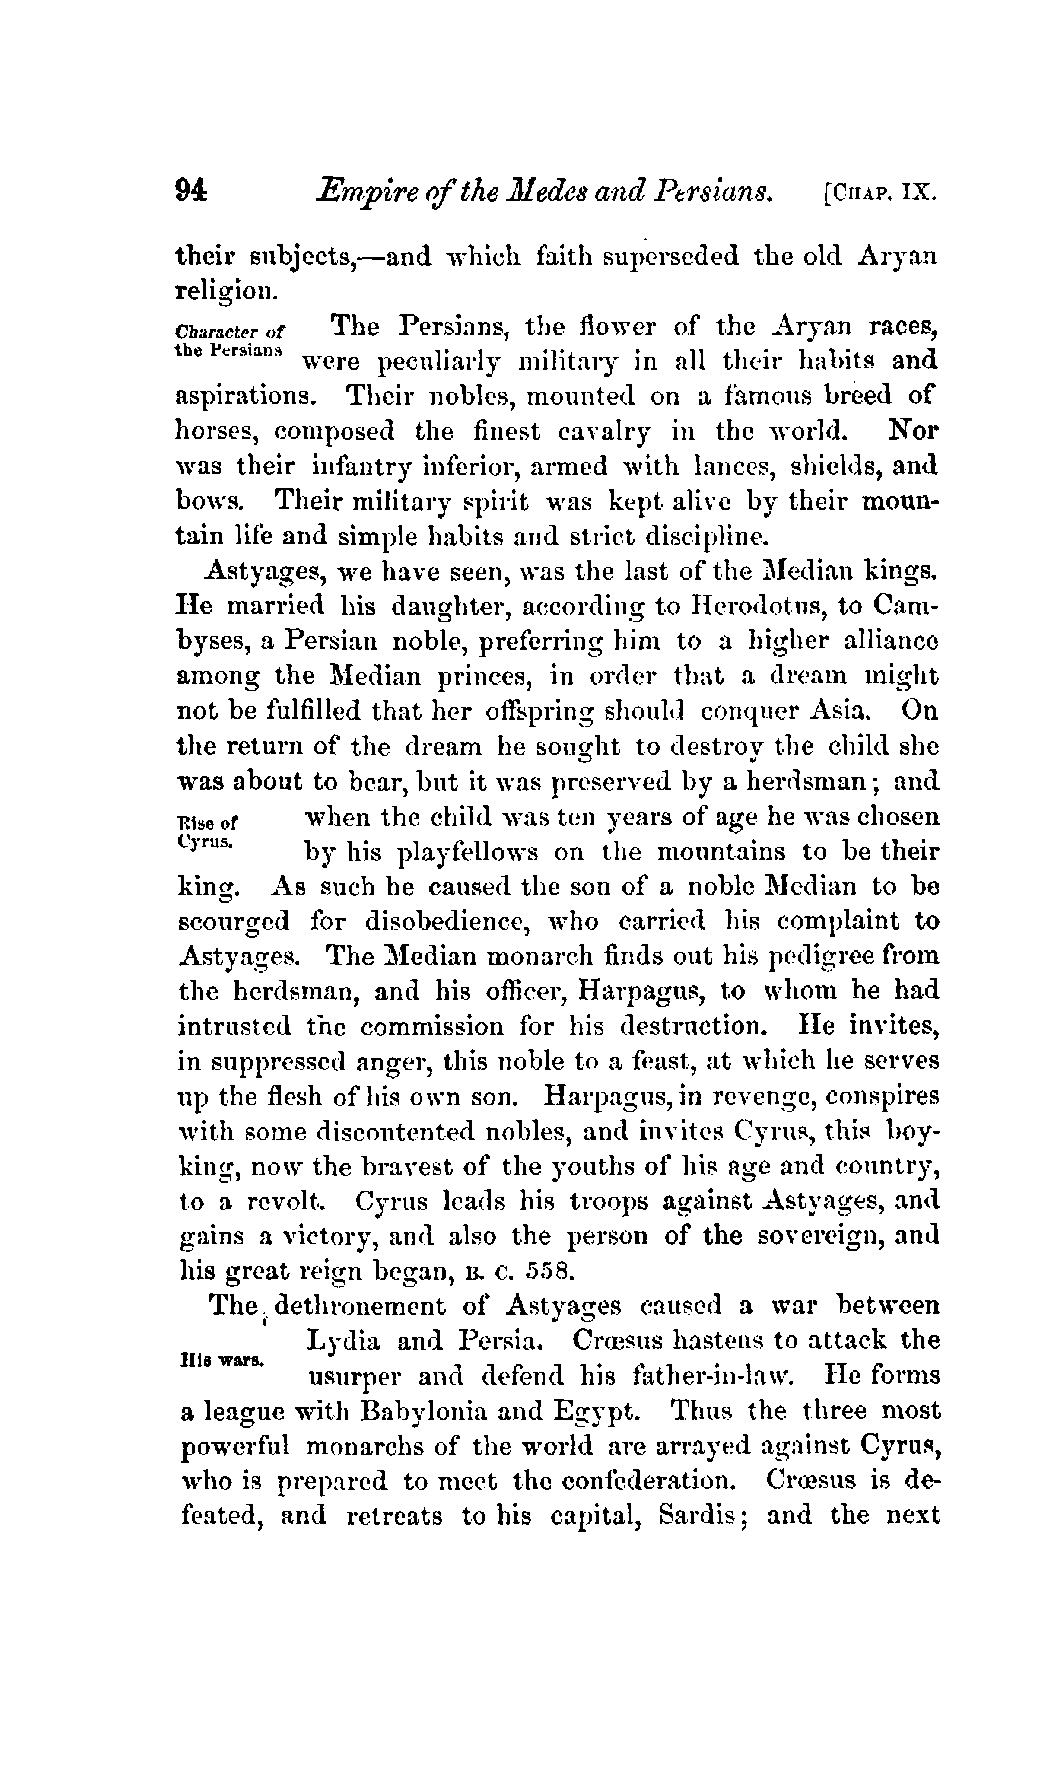 94 Empire of the Medes and Persians. [CHAP. IX.
their subjects,—and which faith superseded the old Aryan
religion.
Character of the Persians
The Persians, the flower of the Aryan races,
were peculiarly military in all their habits and
aspirations. Their nobles, mounted on a famous breed of
horses, composed the finest cavalry in the world. Nor
was their infantry inferior, armed with lances, shields, and
bows. Their military spirit was kept alive by their moun-
tain life and simple habits and strict discipline.
Astyages, we have seen, was the last of the Median kings.
He married his daughter, according to Herodotus, to Cam-
byses, a Persian noble, preferring him to a higher alliance
among the Median princes, in order that a dream might
not be fulfilled that her offspring should conquer Asia. On
the return of the dream he sought to destroy the child she
was about to bear, but it was preserved by a herdsman; and
Rise of Cyrus.
when the child was ten years of age he was chosen
by his playfellows on the mountains to be their
king. As such he caused the son of a noble Median to be
scourged for disobedience, who carried his complaint to
Astyages. The Median monarch finds out his pedigree from
the herdsman, and his officer, Harpagus, to whom he had
intrusted the commission for his destruction. He invites,
in suppressed anger, this noble to a feast, at which he serves
up the flesh of his own son. Harpagus, in revenge, conspires
with some discontented nobles, and invites Cyrus, this boy-
king, now the bravest of the youths of his age and country,
to a revolt. Cyrus leads his troops against Astyages, and
gains a victory, and also the person of the sovereign, and
his great reign began, B. C. 558.
The dethronement of Astyages caused a war between
Lydia and Persia. Crœsus hastens to attack the
His wars.
usurper and defend his father-in-law. He forms
a league with Babylonia and Egypt. Thus the three most
powerful monarchs of the world are arrayed against Cyrus,
who is prepared to meet the confederation. Crœsus is de-
feated, and retreats to his capital, Sardis; and the next